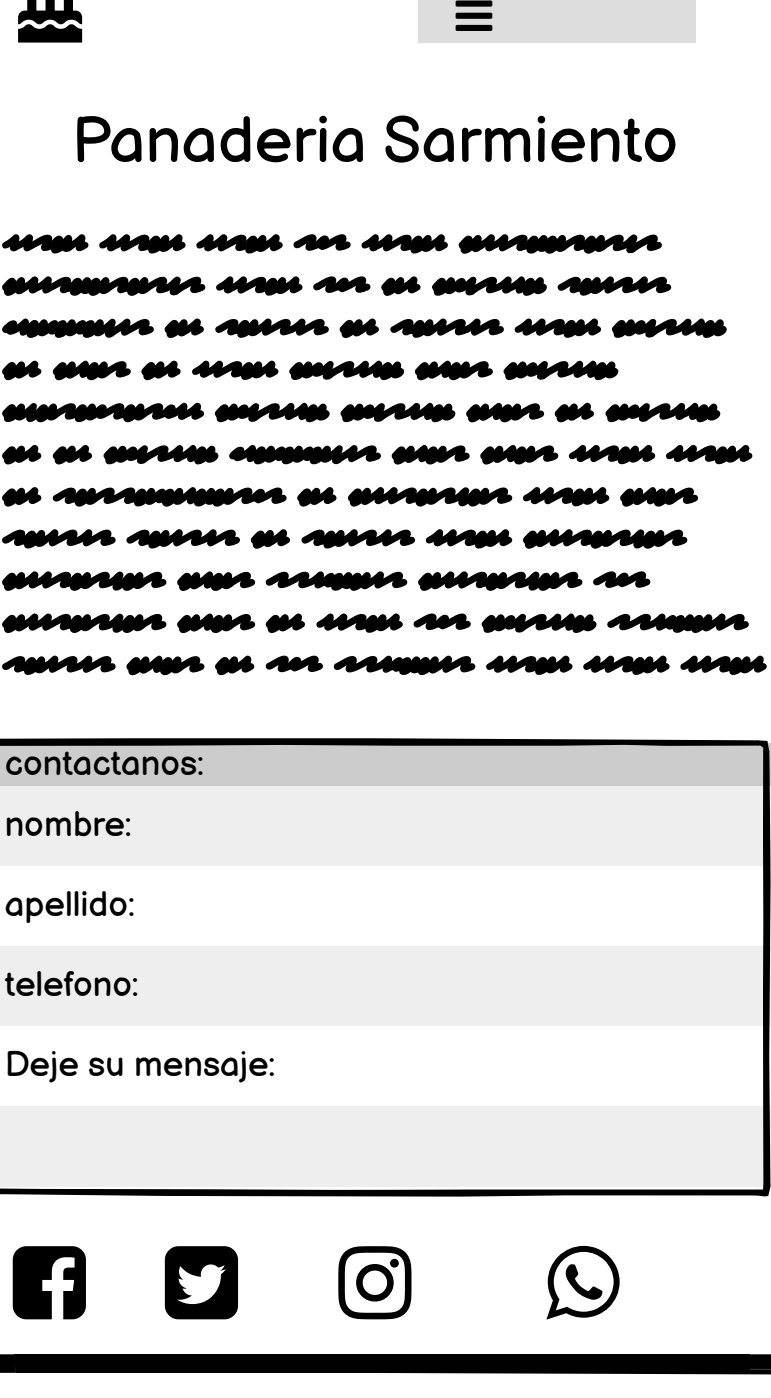 Panaderia Sarmiento
contactanos:
nombre:
apellido:
telefono:
Deje su mensaje: